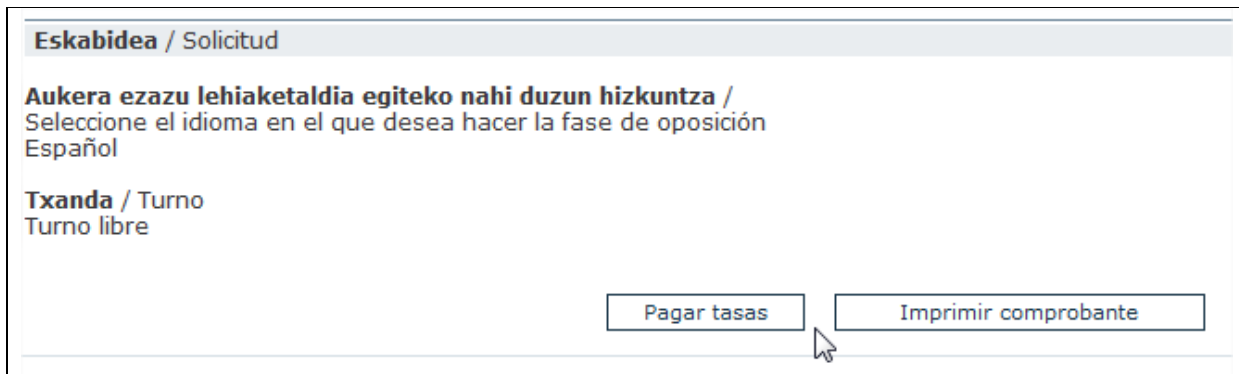 Eskabidea / Solicitud
Aukera ezazu lehiaketaldia egiteko nahi duzun hizkuntza /
Seleccione el idioma en el que desea hacer la fase de oposición
Español
Txanda / Turno
Turno libre
Pagar tasas Imprimir comprobante